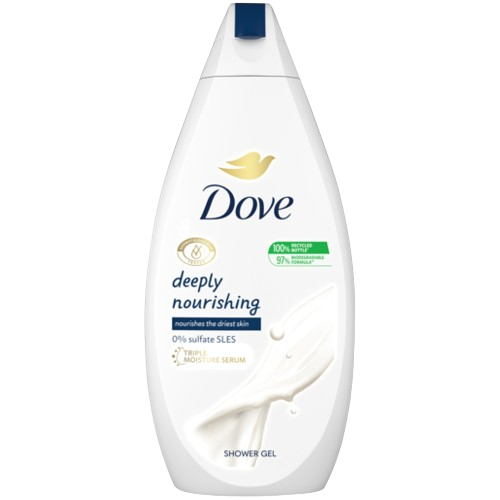 Dove
100% RECYCLED
BOTTLE*
97% BIODEGRADABLE
FORMULA**
deeply
nourishing
nourishes the driest skin
0% sulfate SLES
TRIPLE
MOISTURE SERUM
SHOWER GEL